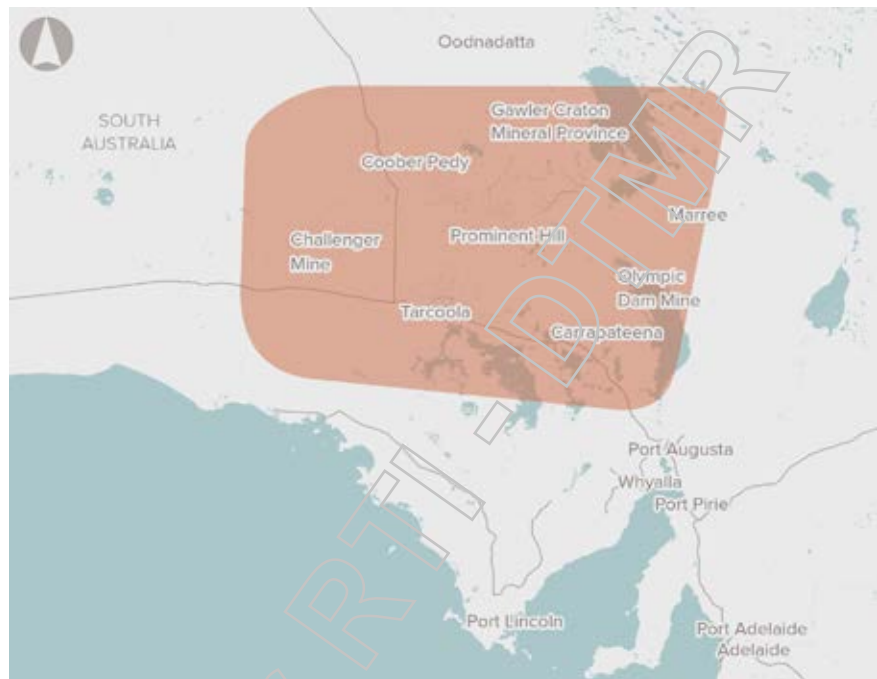 Oodnadatta
Gawler Craton
Mineral Province
SOUTH
AUSTRALIA
Coober Pedy
Marree
Challenger
Mine
Prominent Hill
Olympic
Dam Mine
Tarcoola
Carrapateena
Port Augusta
Whyalla
Port Pirie
Port Lincoln
Port Adelaide
Adelaide
RTI - DTMR